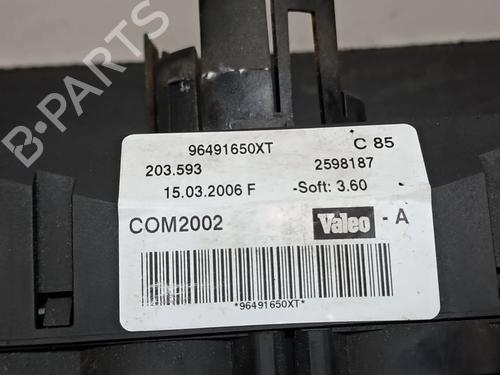 B-PARTS
96491650XT C 85
203.593 2598187
15.03.2006 F -Soft: 3.60
COM2002 Valeo - A
*96491650XT*